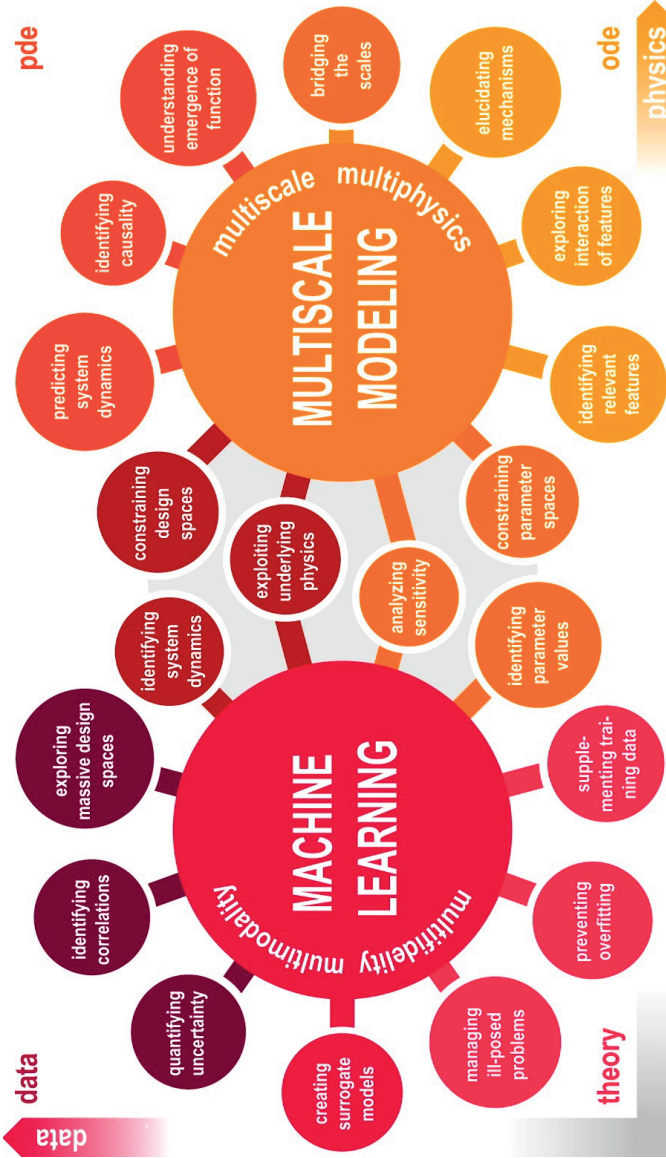 data
pde
data
quantifying
uncertainty
identifying
correlations
exploring
massive design
spaces
identifying
system
dynamics
constraining
design
spaces
predicting
system
dynamics
identifying
causality
understanding
emergence of
function
creating
surrogate
models
multimodality
multifidelity
MACHINE
LEARNING
exploiting
underlying
physics
analyzing
sensitivity
MULTISCALE
MODELING
multiscale
multiphysics
bridging
the
scales
managing
ill-posed
problems
preventing
overfitting
supple-
menting trai-
ning data
identifying
parameter
values
constraining
parameter
spaces
identifying
relevant
features
exploring
interaction
of features
elucidating
mechanisms
theory
ode
physics